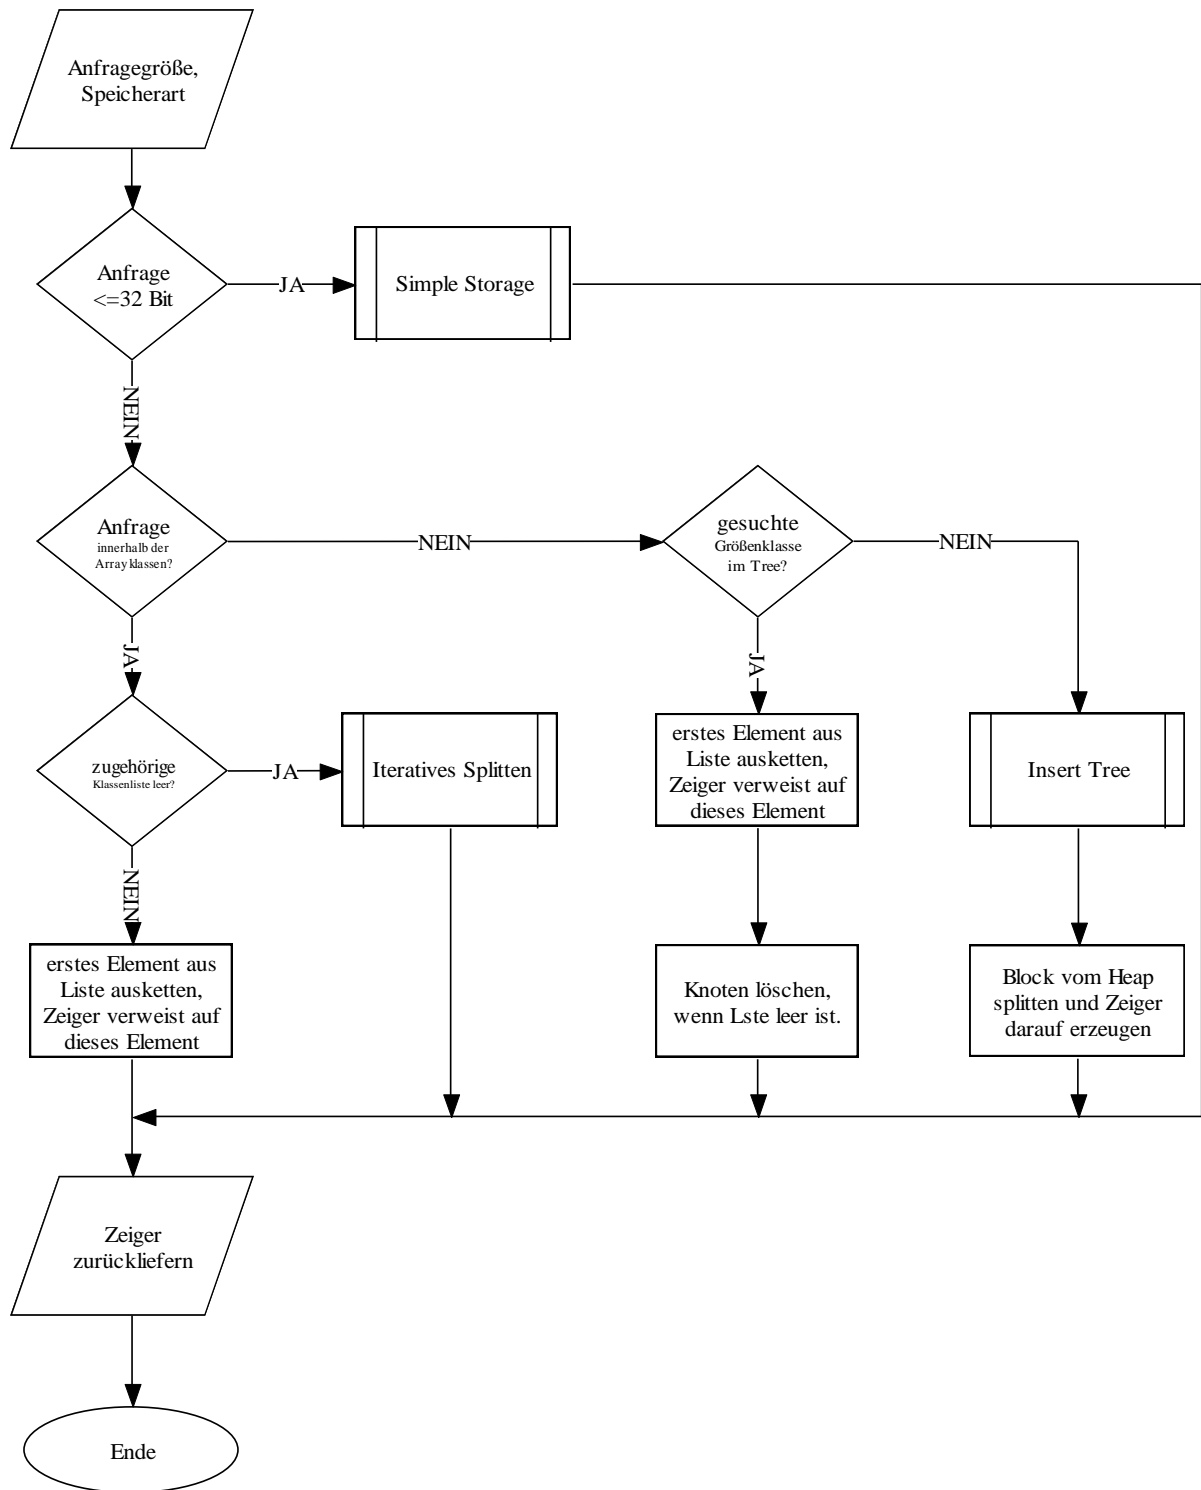 Anfragegröße,
Speicherart
Anfrage
<=32 Bit
JA
Simple Storage
NEIN
Anfrage
innerhalb der
Arrayklassen?
NEIN
gesuchte
Größenklasse
im Tree?
NEIN
JA
JA
zugehörige
Klassenliste leer?
JA
Iteratives Splitten
erstes Element aus
Liste ausketten,
Zeiger verweist auf
dieses Element
Insert Tree
NEIN
erstes Element aus
Liste ausketten,
Zeiger verweist auf
dieses Element
Knoten löschen,
wenn Lste leer ist.
Block vom Heap
splitten und Zeiger
darauf erzeugen
Zeiger
zurückliefern
Ende